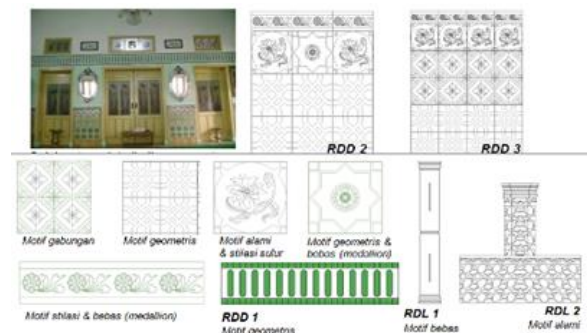 RDD 2
RDD 3
Motif gabungan
Motif geometris
Motif alami
& stilasi sulur
Motif geometris &
bebas (medallion)
Motif stilasi & bebas (medallion)
RDD 1
Motif geometris
RDL 1
Motif bebas
RDL 2
Motif alami